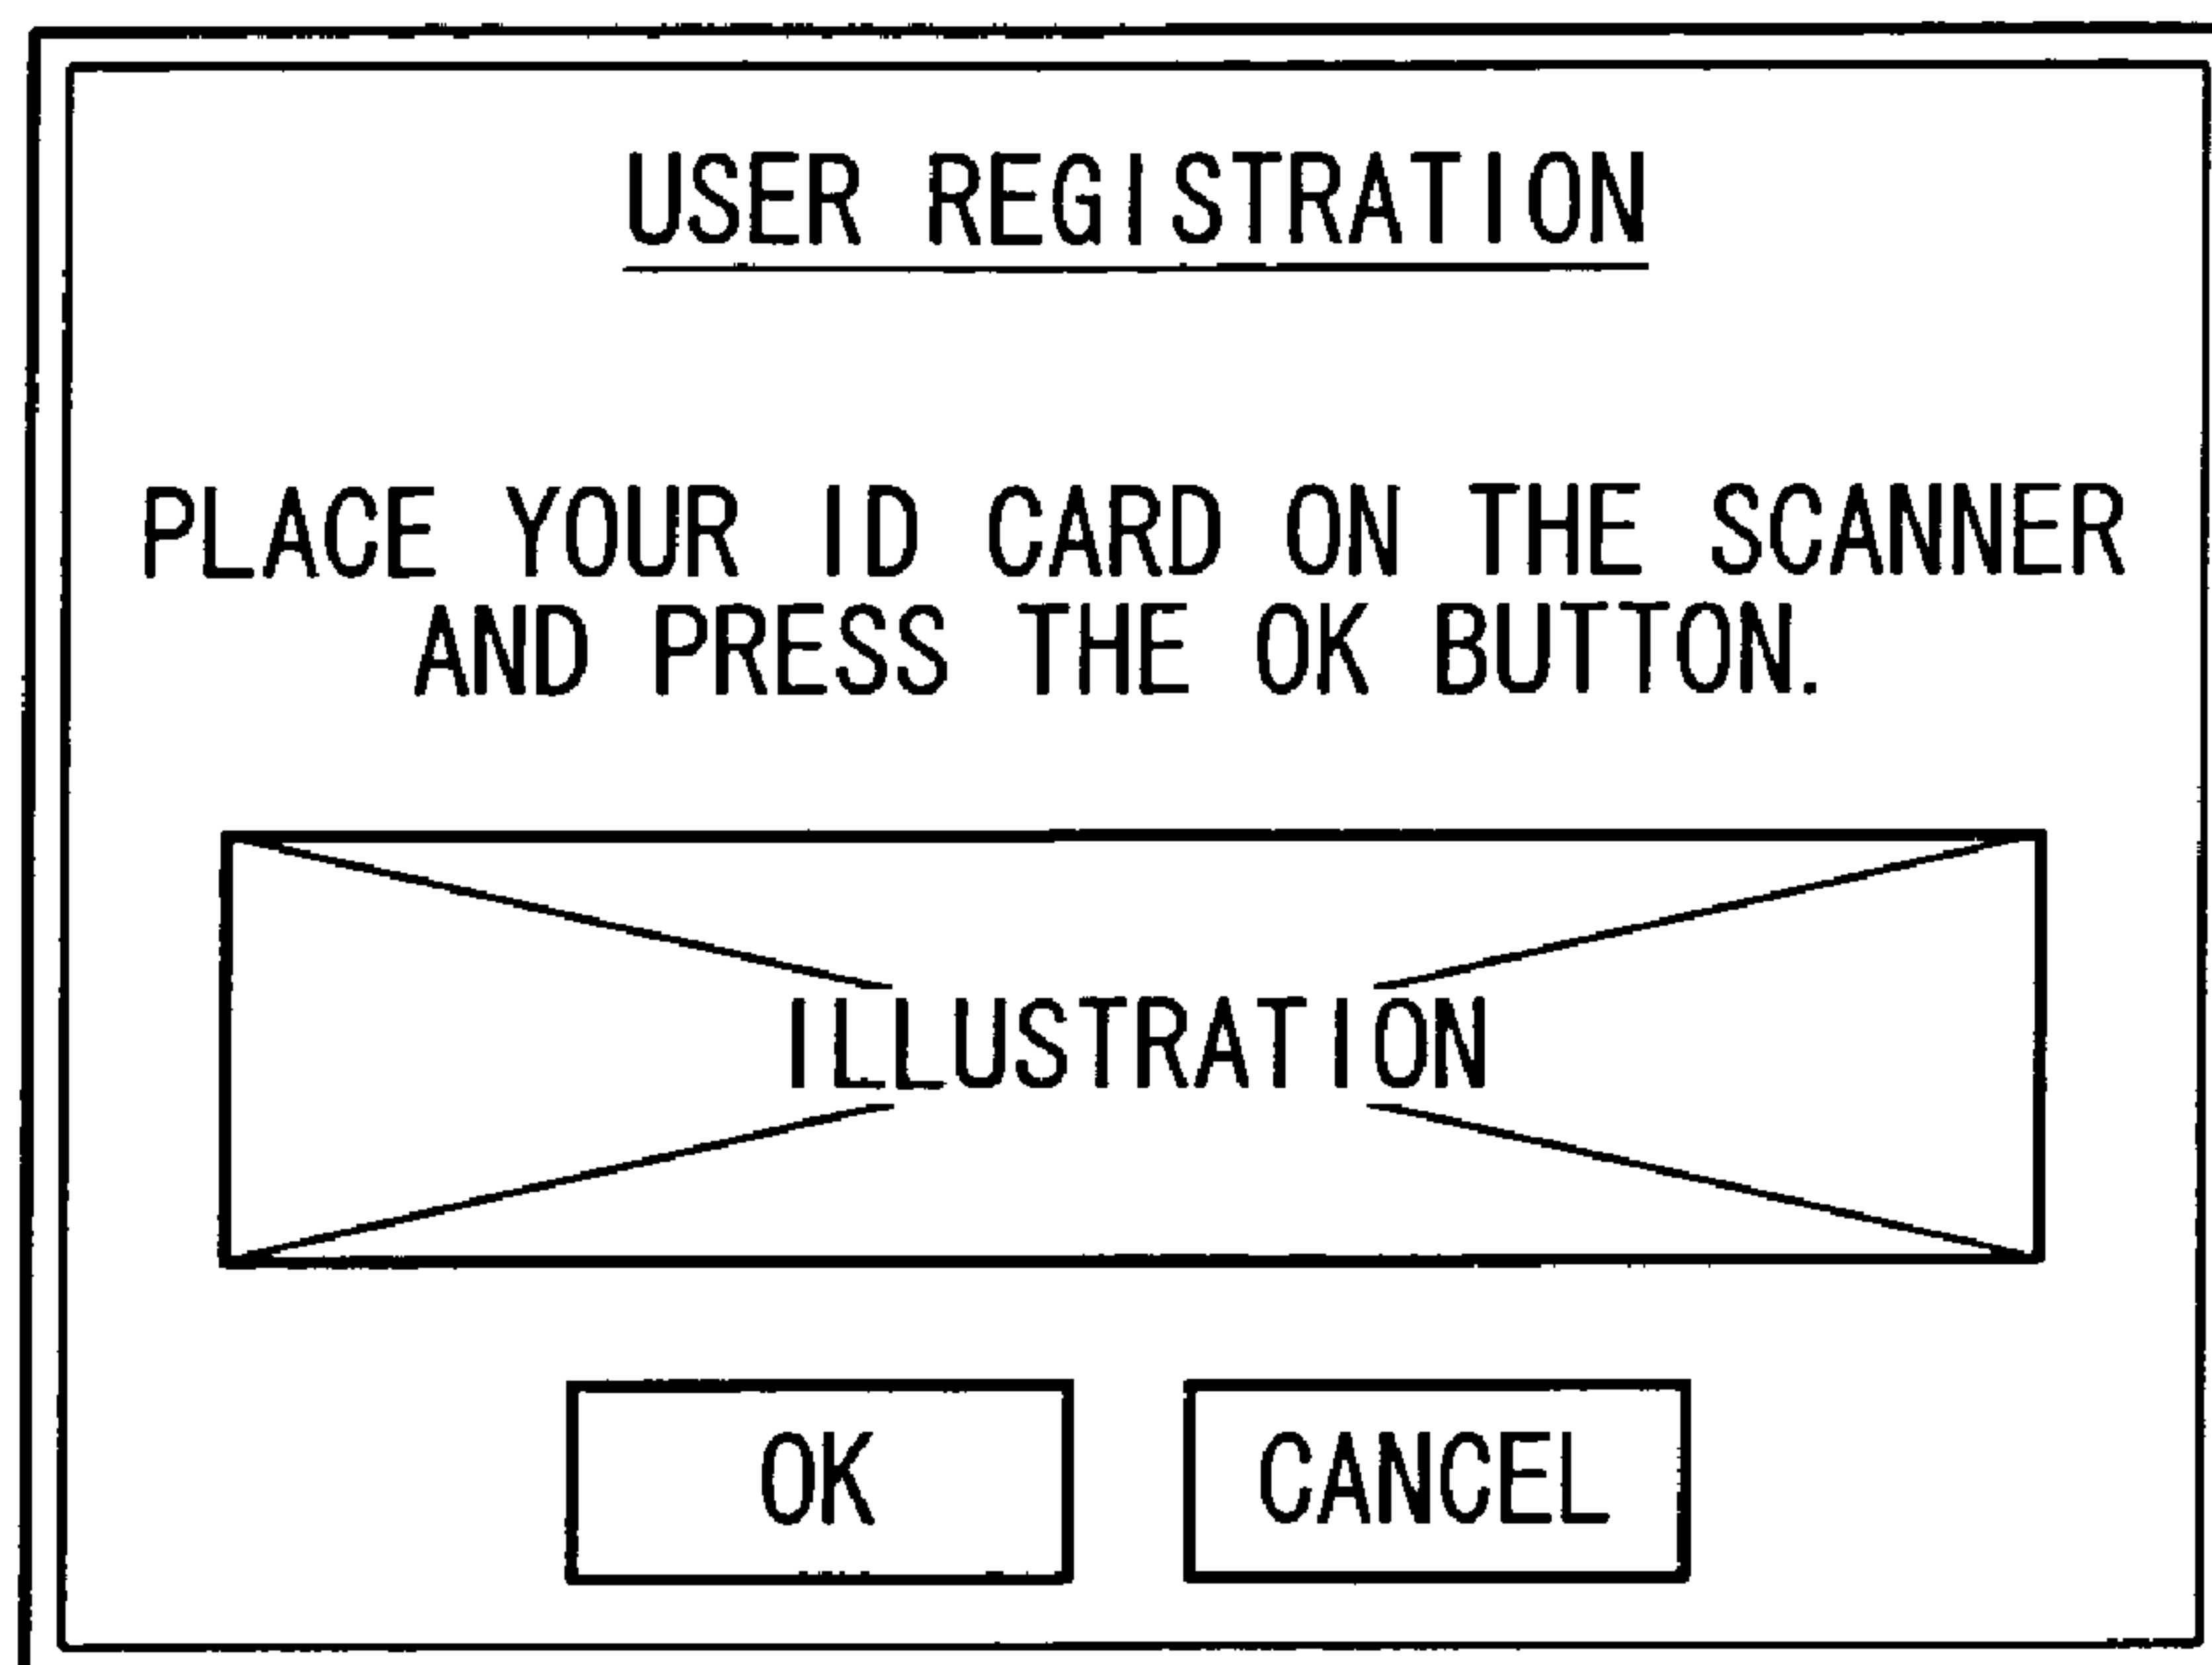 USER REGISTRATION
PLACE YOUR ID CARD ON THE SCANNER
AND PRESS THE OK BUTTON.
ILLUSTRATION
OK
CANCEL